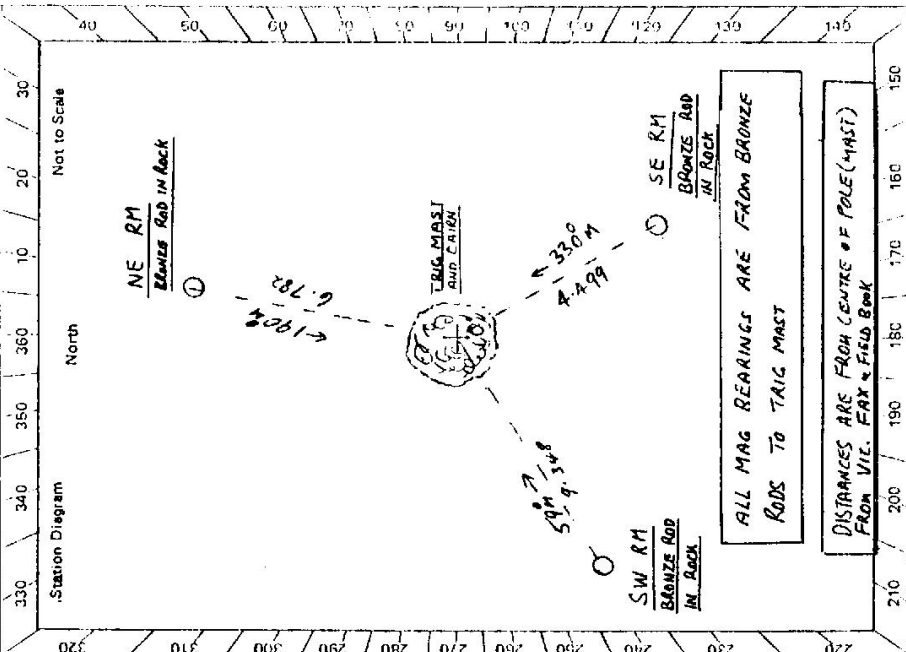 Station Diagram
North
Not to Scale
330
340
350
360
10
20
30
40
50
60
70
80
90
100
110
120
130
140
150
160
170
180
190
200
210
220
260
270
280
290
300
310
320
NE RM
BRONZE ROD IN ROCK
190°M
6.782
TRIG MAST
AND CAIRN
330°M
4.499
SE RM
BRONZE ROD
IN ROCK
59°M
9.348
SW RM
BRONZE ROD
IN ROCK
ALL MAG BEARINGS ARE FROM BRONZE
RODS TO TRIG MAST
DISTAANCES ARE FROM CENTRE OF POLE (MAST)
FROM VIC. FAX & FIELD BOOK